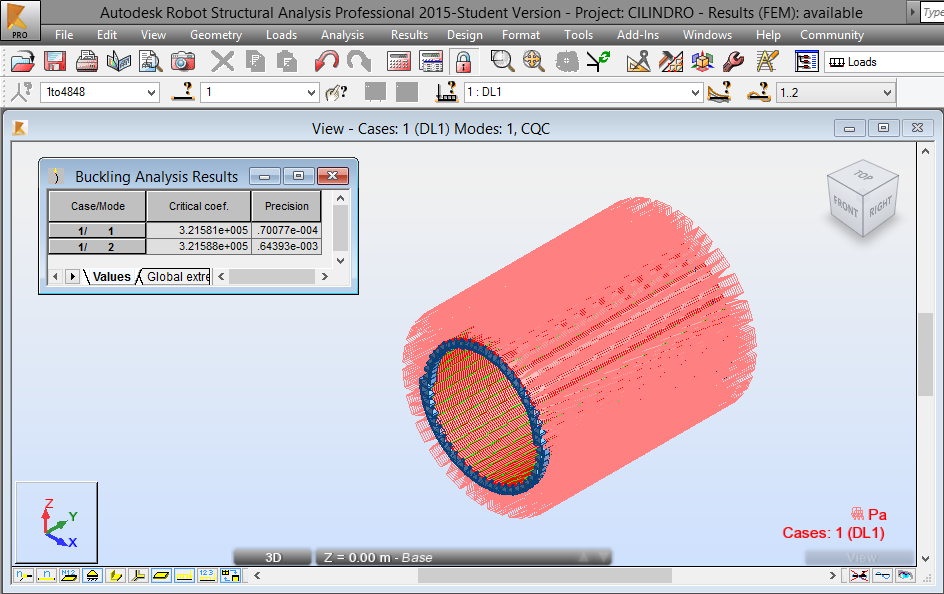 Autodesk Robot Structural Analysis Professional 2015-Student Version - Project: CILINDRO - Results (FEM): available
Type
PRO
File Edit View Geometry Loads Analysis Results Design Format Tools Add-Ins Windows Help Community
Loads
1to4848 1 1 : DL1 1..2
View - Cases: 1 (DL1) Modes: 1, CQC
Buckling Analysis Results
Case/Mode Critical coef. Precision
1/ 1 3.21581e+005 .70077e-004
1/ 2 3.21588e+005 .64393e-003
Values Global extre
TOP
FRONT RIGHT
Z
Y
X
Pa
Cases: 1 (DL1)
3D Z = 0.00 m - Base View